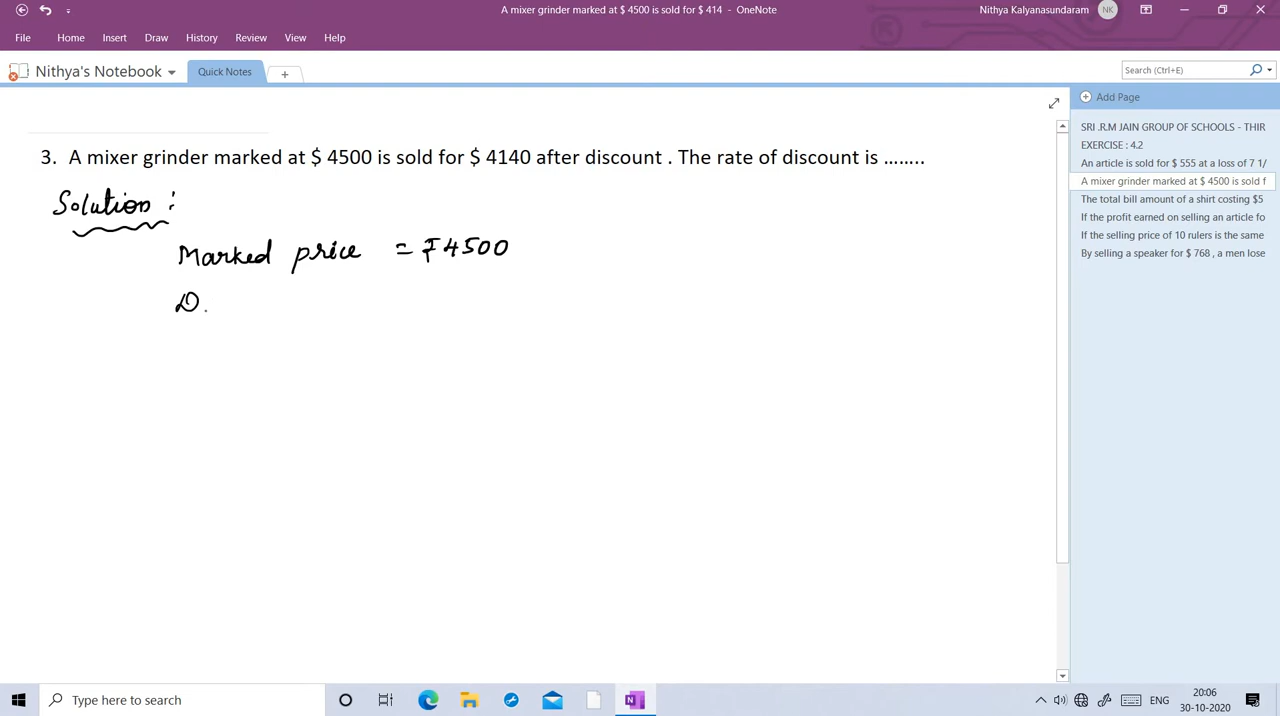 A mixer grinder marked at $ 4500 is sold for $ 414 - OneNote
Nithya Kalyanasundaram
NK
File Home Insert Draw History Review View Help
Nithya's Notebook
Quick Notes
+
Search (Ctrl+E)
Add Page
SRI .R.M JAIN GROUP OF SCHOOLS - THIR
EXERCISE : 4.2
An article is sold for $ 555 at a loss of 7 1/
A mixer grinder marked at $ 4500 is sold f
The total bill amount of a shirt costing $5
If the profit earned on selling an article fo
If the selling price of 10 rulers is the same
By selling a speaker for $ 768 , a men lose
3. A mixer grinder marked at $ 4500 is sold for $ 4140 after discount . The rate of discount is ........
Solution :
Marked price = ₹ 4500
D.
Type here to search
N
ENG
20:06
30-10-2020